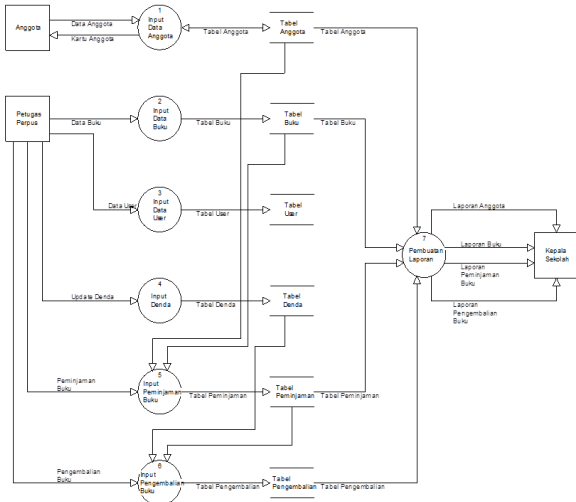 Anggota
Data Anggota
Kartu Anggota
1
Input
Data
Anggota
Tabel Anggota
Tabel
Anggota
Tabel Anggota
Petugas
Perpus
Data Buku
2
Input
Data
Buku
Tabel Buku
Tabel
Buku
Tabel Buku
Data User
3
Input
Data
User
Tabel User
Tabel
User
Laporan Anggota
7
Pembuatan
Laporan
Laporan Buku
Laporan
Peminjaman
Buku
Kepala
Sekolah
Laporan
Pengembalian
Buku
Update Denda
4
Input
Denda
Tabel Denda
Tabel
Denda
Peminjaman
Buku
5
Input
Peminjaman
Buku
Tabel Peminjaman
Tabel
Peminjaman
Tabel Peminjaman
Pengembalian
Buku
6
Input
Pengembalian
Buku
Tabel Pengembalian
Tabel
Pengembalian
Tabel Pengembalian